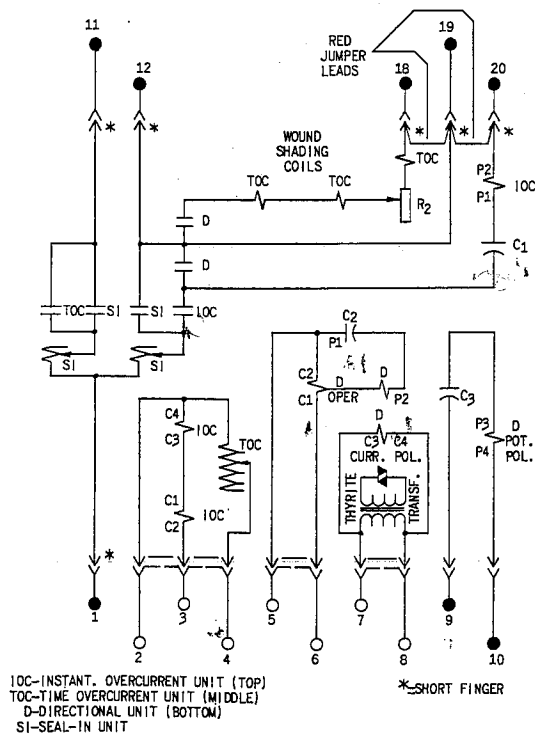 11
12
RED
JUMPER
LEADS
19
18
20
*
*
*
*
*
WOUND
SHADING
COILS
TOC
TOC
TOC
P2
P1
IOC
D
R2
C1
D
TOC
SI
SI
IOC
SI
SI
C2
P1
C2
C1
D
OPER
D
P2
C3
P3
P4
D
POT.
POL.
C4
C3
IOC
TOC
C1
C2
IOC
D
C3
C4
CURR. POL.
THYRITE
TRANSF.
*
1
2
3
4
5
6
7
8
9
10
IOC-INSTANT. OVERCURRENT UNIT (TOP)
TOC-TIME OVERCURRENT UNIT (MIDDLE)
D-DIRECTIONAL UNIT (BOTTOM)
SI-SEAL-IN UNIT
*=SHORT FINGER